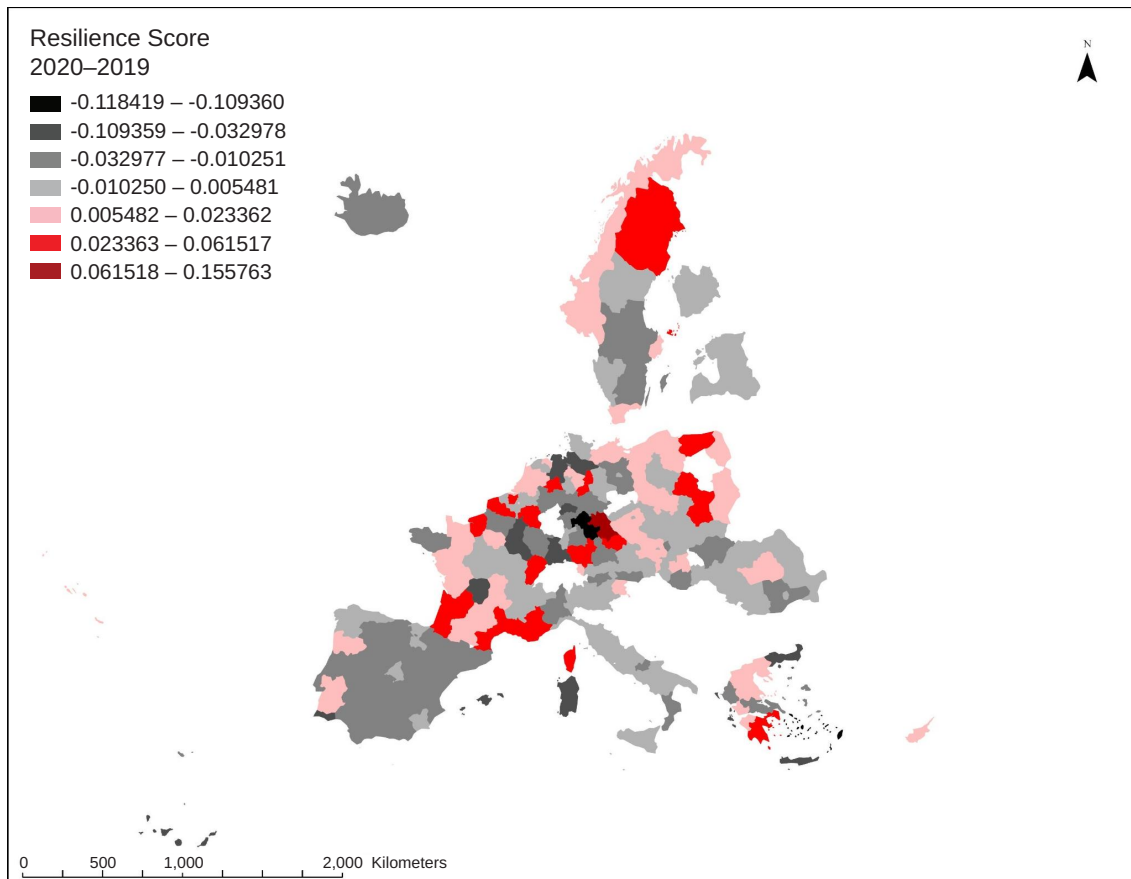 Resilience Score
2020–2019
-0.118419 – -0.109360
-0.109359 – -0.032978
-0.032977 – -0.010251
-0.010250 – 0.005481
0.005482 – 0.023362
0.023363 – 0.061517
0.061518 – 0.155763
N
0 500 1,000 2,000 Kilometers